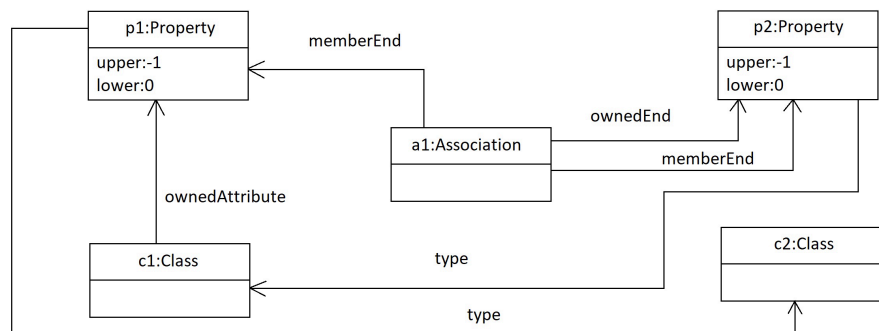 p1:Property
upper:-1
lower:0
memberEnd
p2:Property
upper:-1
lower:0
ownedEnd
a1:Association
memberEnd
ownedAttribute
c1:Class
type
c2:Class
type